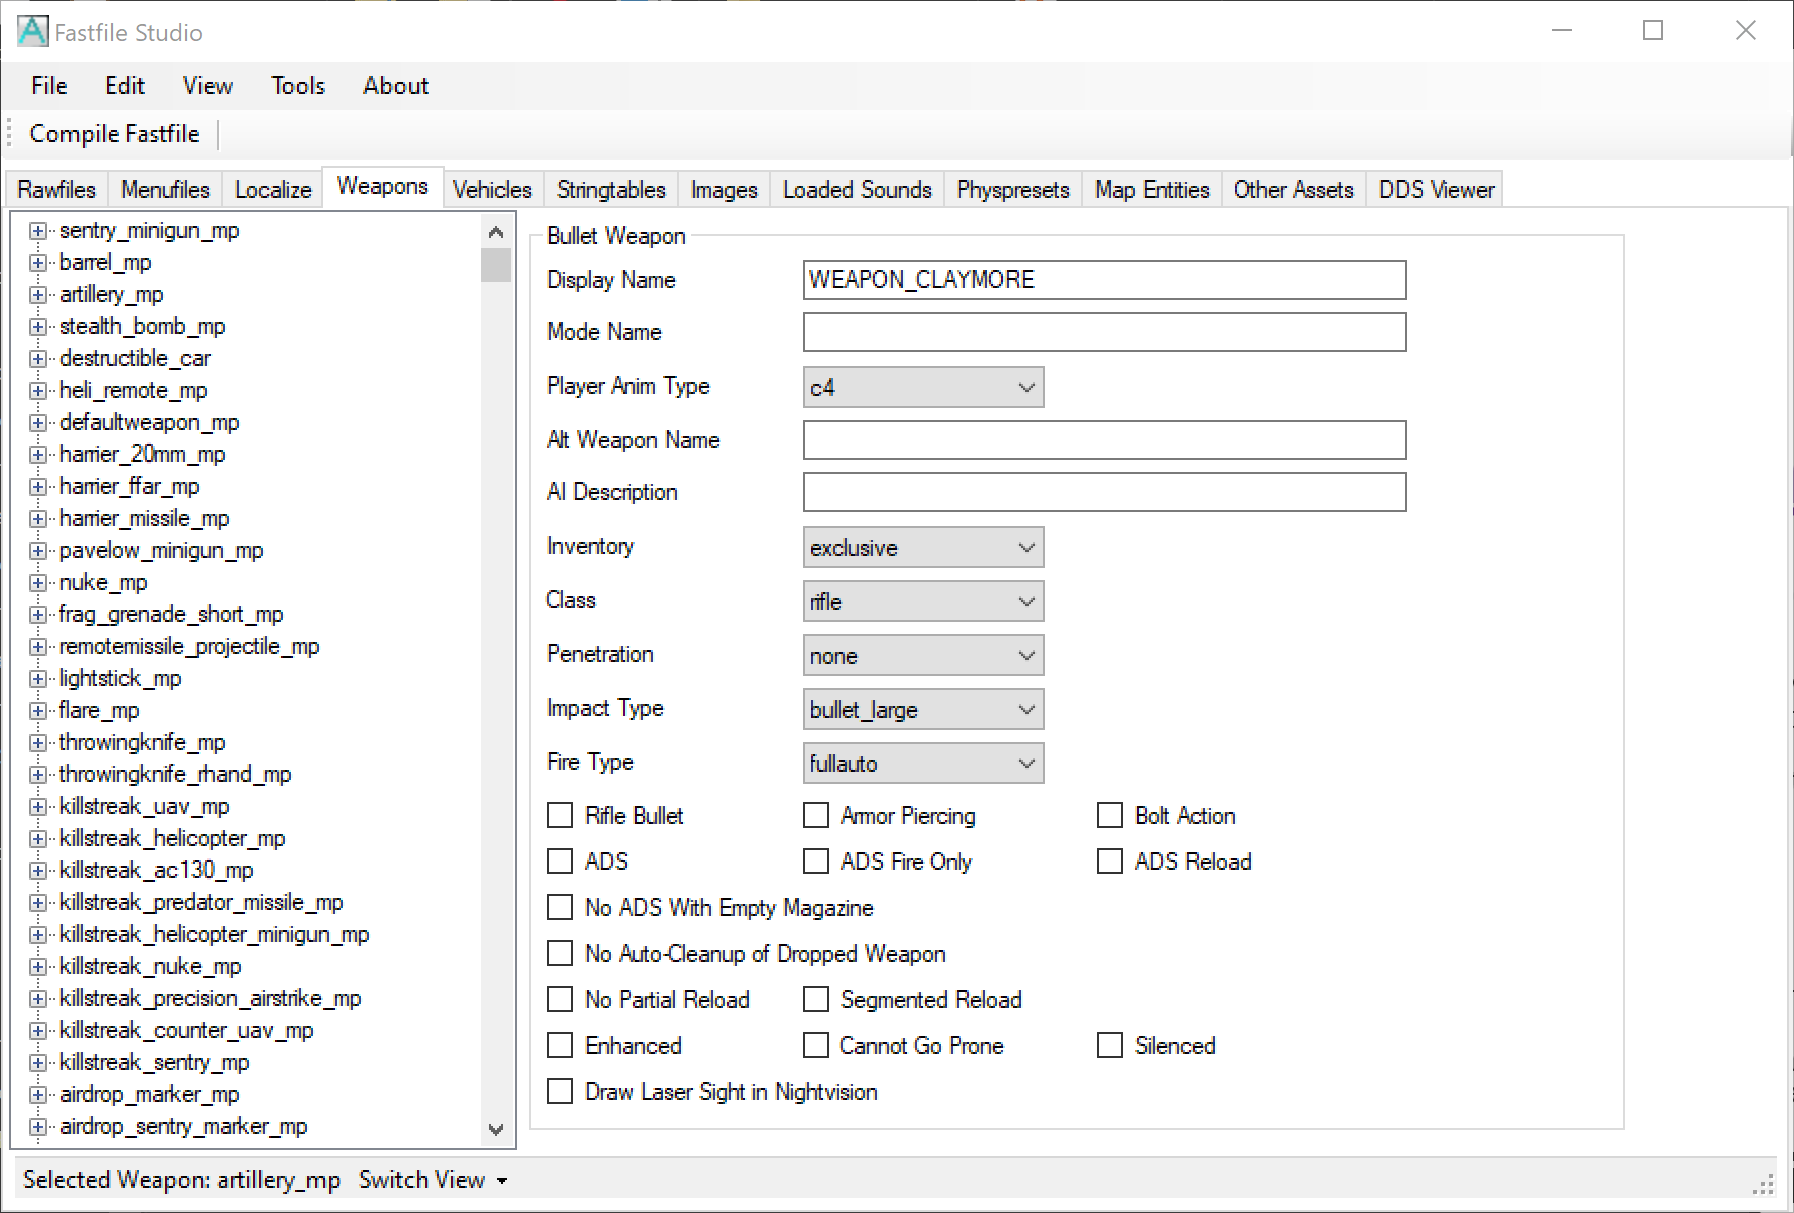 Fastfile Studio
File Edit View Tools About
Compile Fastfile
Rawfiles Menufiles Localize Weapons Vehicles Stringtables Images Loaded Sounds Physpresets Map Entities Other Assets DDS Viewer
sentry_minigun_mp
barrel_mp
artillery_mp
stealth_bomb_mp
destructible_car
heli_remote_mp
defaultweapon_mp
harrier_20mm_mp
harrier_ffar_mp
harrier_missile_mp
pavelow_minigun_mp
nuke_mp
frag_grenade_short_mp
remotemissile_projectile_mp
lightstick_mp
flare_mp
throwingknife_mp
throwingknife_rhand_mp
killstreak_uav_mp
killstreak_helicopter_mp
killstreak_ac130_mp
killstreak_predator_missile_mp
killstreak_helicopter_minigun_mp
killstreak_nuke_mp
killstreak_precision_airstrike_mp
killstreak_counter_uav_mp
killstreak_sentry_mp
airdrop_marker_mp
airdrop_sentry_marker_mp
Bullet Weapon
Display Name WEAPON_CLAYMORE
Mode Name
Player Anim Type c4
Alt Weapon Name
AI Description
Inventory exclusive
Class rifle
Penetration none
Impact Type bullet_large
Fire Type fullauto
Rifle Bullet Armor Piercing Bolt Action
ADS ADS Fire Only ADS Reload
No ADS With Empty Magazine
No Auto-Cleanup of Dropped Weapon
No Partial Reload Segmented Reload
Enhanced Cannot Go Prone Silenced
Draw Laser Sight in Nightvision
Selected Weapon: artillery_mp Switch View